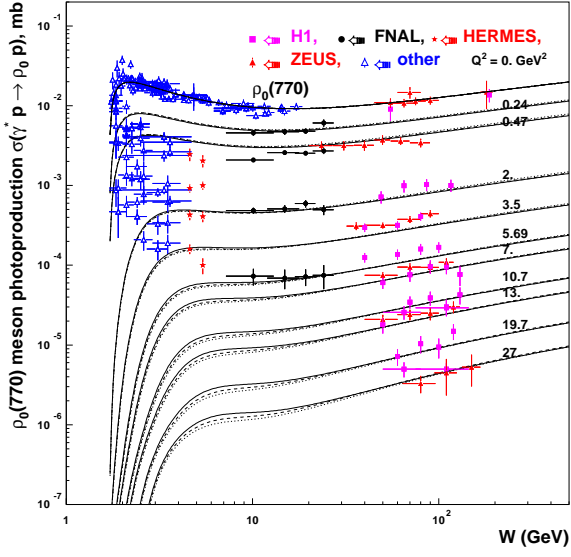 ρ₀(770) meson photoproduction σ(γ* p → ρ₀ p), mb
H1, FNAL, HERMES,
ZEUS, other Q² = 0. GeV²
ρ₀(770)
0.24
0.47
2.
3.5
5.69
7.
10.7
13.
19.7
27
10⁻¹
10⁻²
10⁻³
10⁻⁴
10⁻⁵
10⁻⁶
10⁻⁷
1 10 10²
W (GeV)